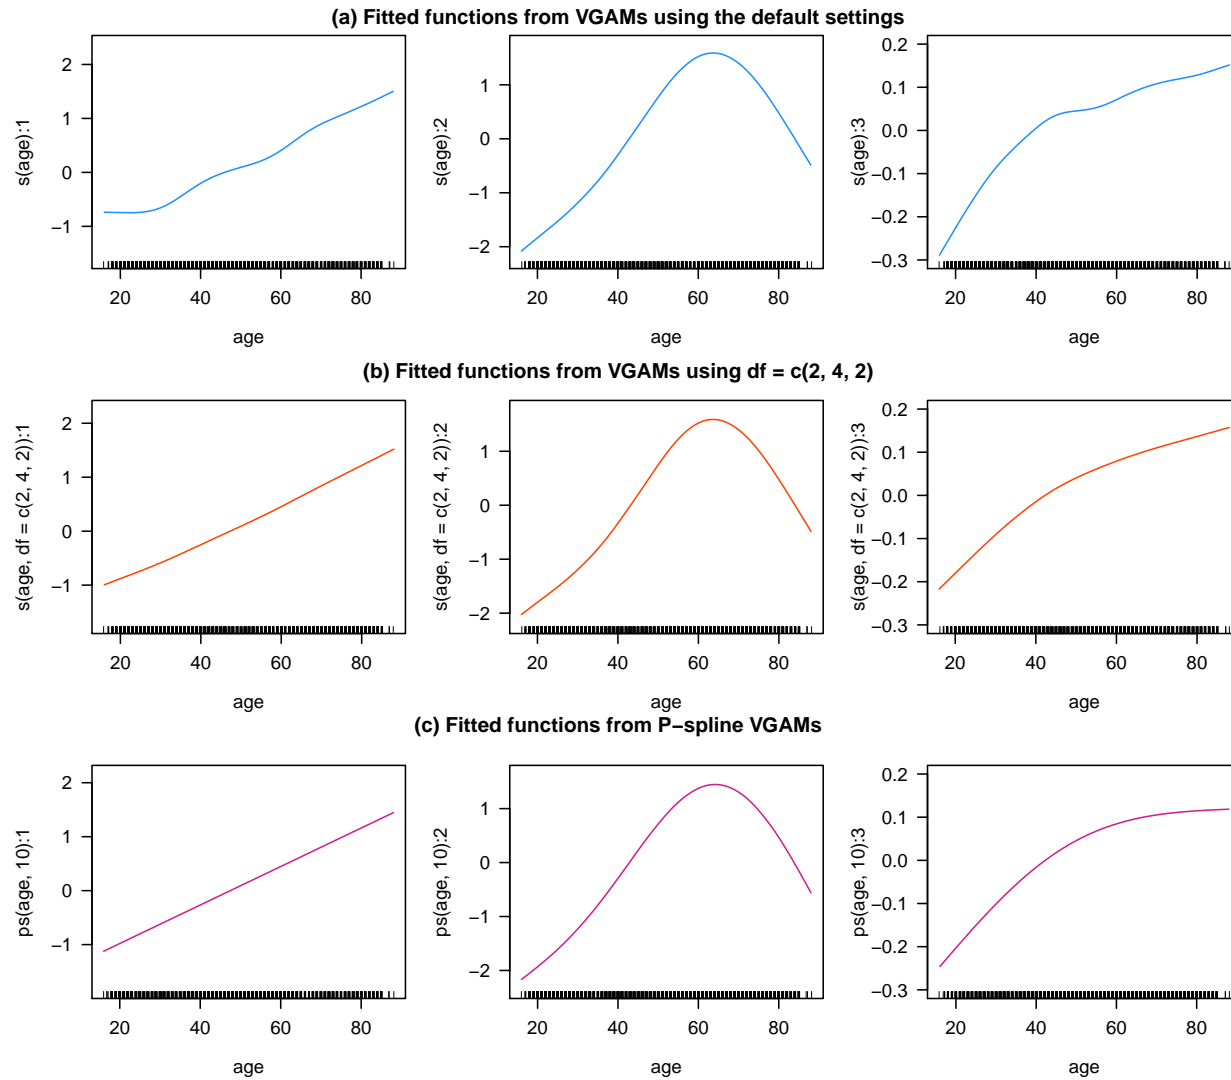 (a) Fitted functions from VGAMs using the default settings
s(age):1
2
1
0
−1
20 40 60 80
age
s(age):2
1
0
−1
−2
20 40 60 80
age
s(age):3
0.2
0.1
0.0
−0.1
−0.2
−0.3
20 40 60 80
age
(b) Fitted functions from VGAMs using df = c(2, 4, 2)
s(age, df = c(2, 4, 2)):1
2
1
0
−1
20 40 60 80
age
s(age, df = c(2, 4, 2)):2
1
0
−1
−2
20 40 60 80
age
s(age, df = c(2, 4, 2)):3
0.2
0.1
0.0
−0.1
−0.2
−0.3
20 40 60 80
age
(c) Fitted functions from P−spline VGAMs
ps(age, 10):1
2
1
0
−1
20 40 60 80
age
ps(age, 10):2
1
0
−1
−2
20 40 60 80
age
ps(age, 10):3
0.2
0.1
0.0
−0.1
−0.2
−0.3
20 40 60 80
age